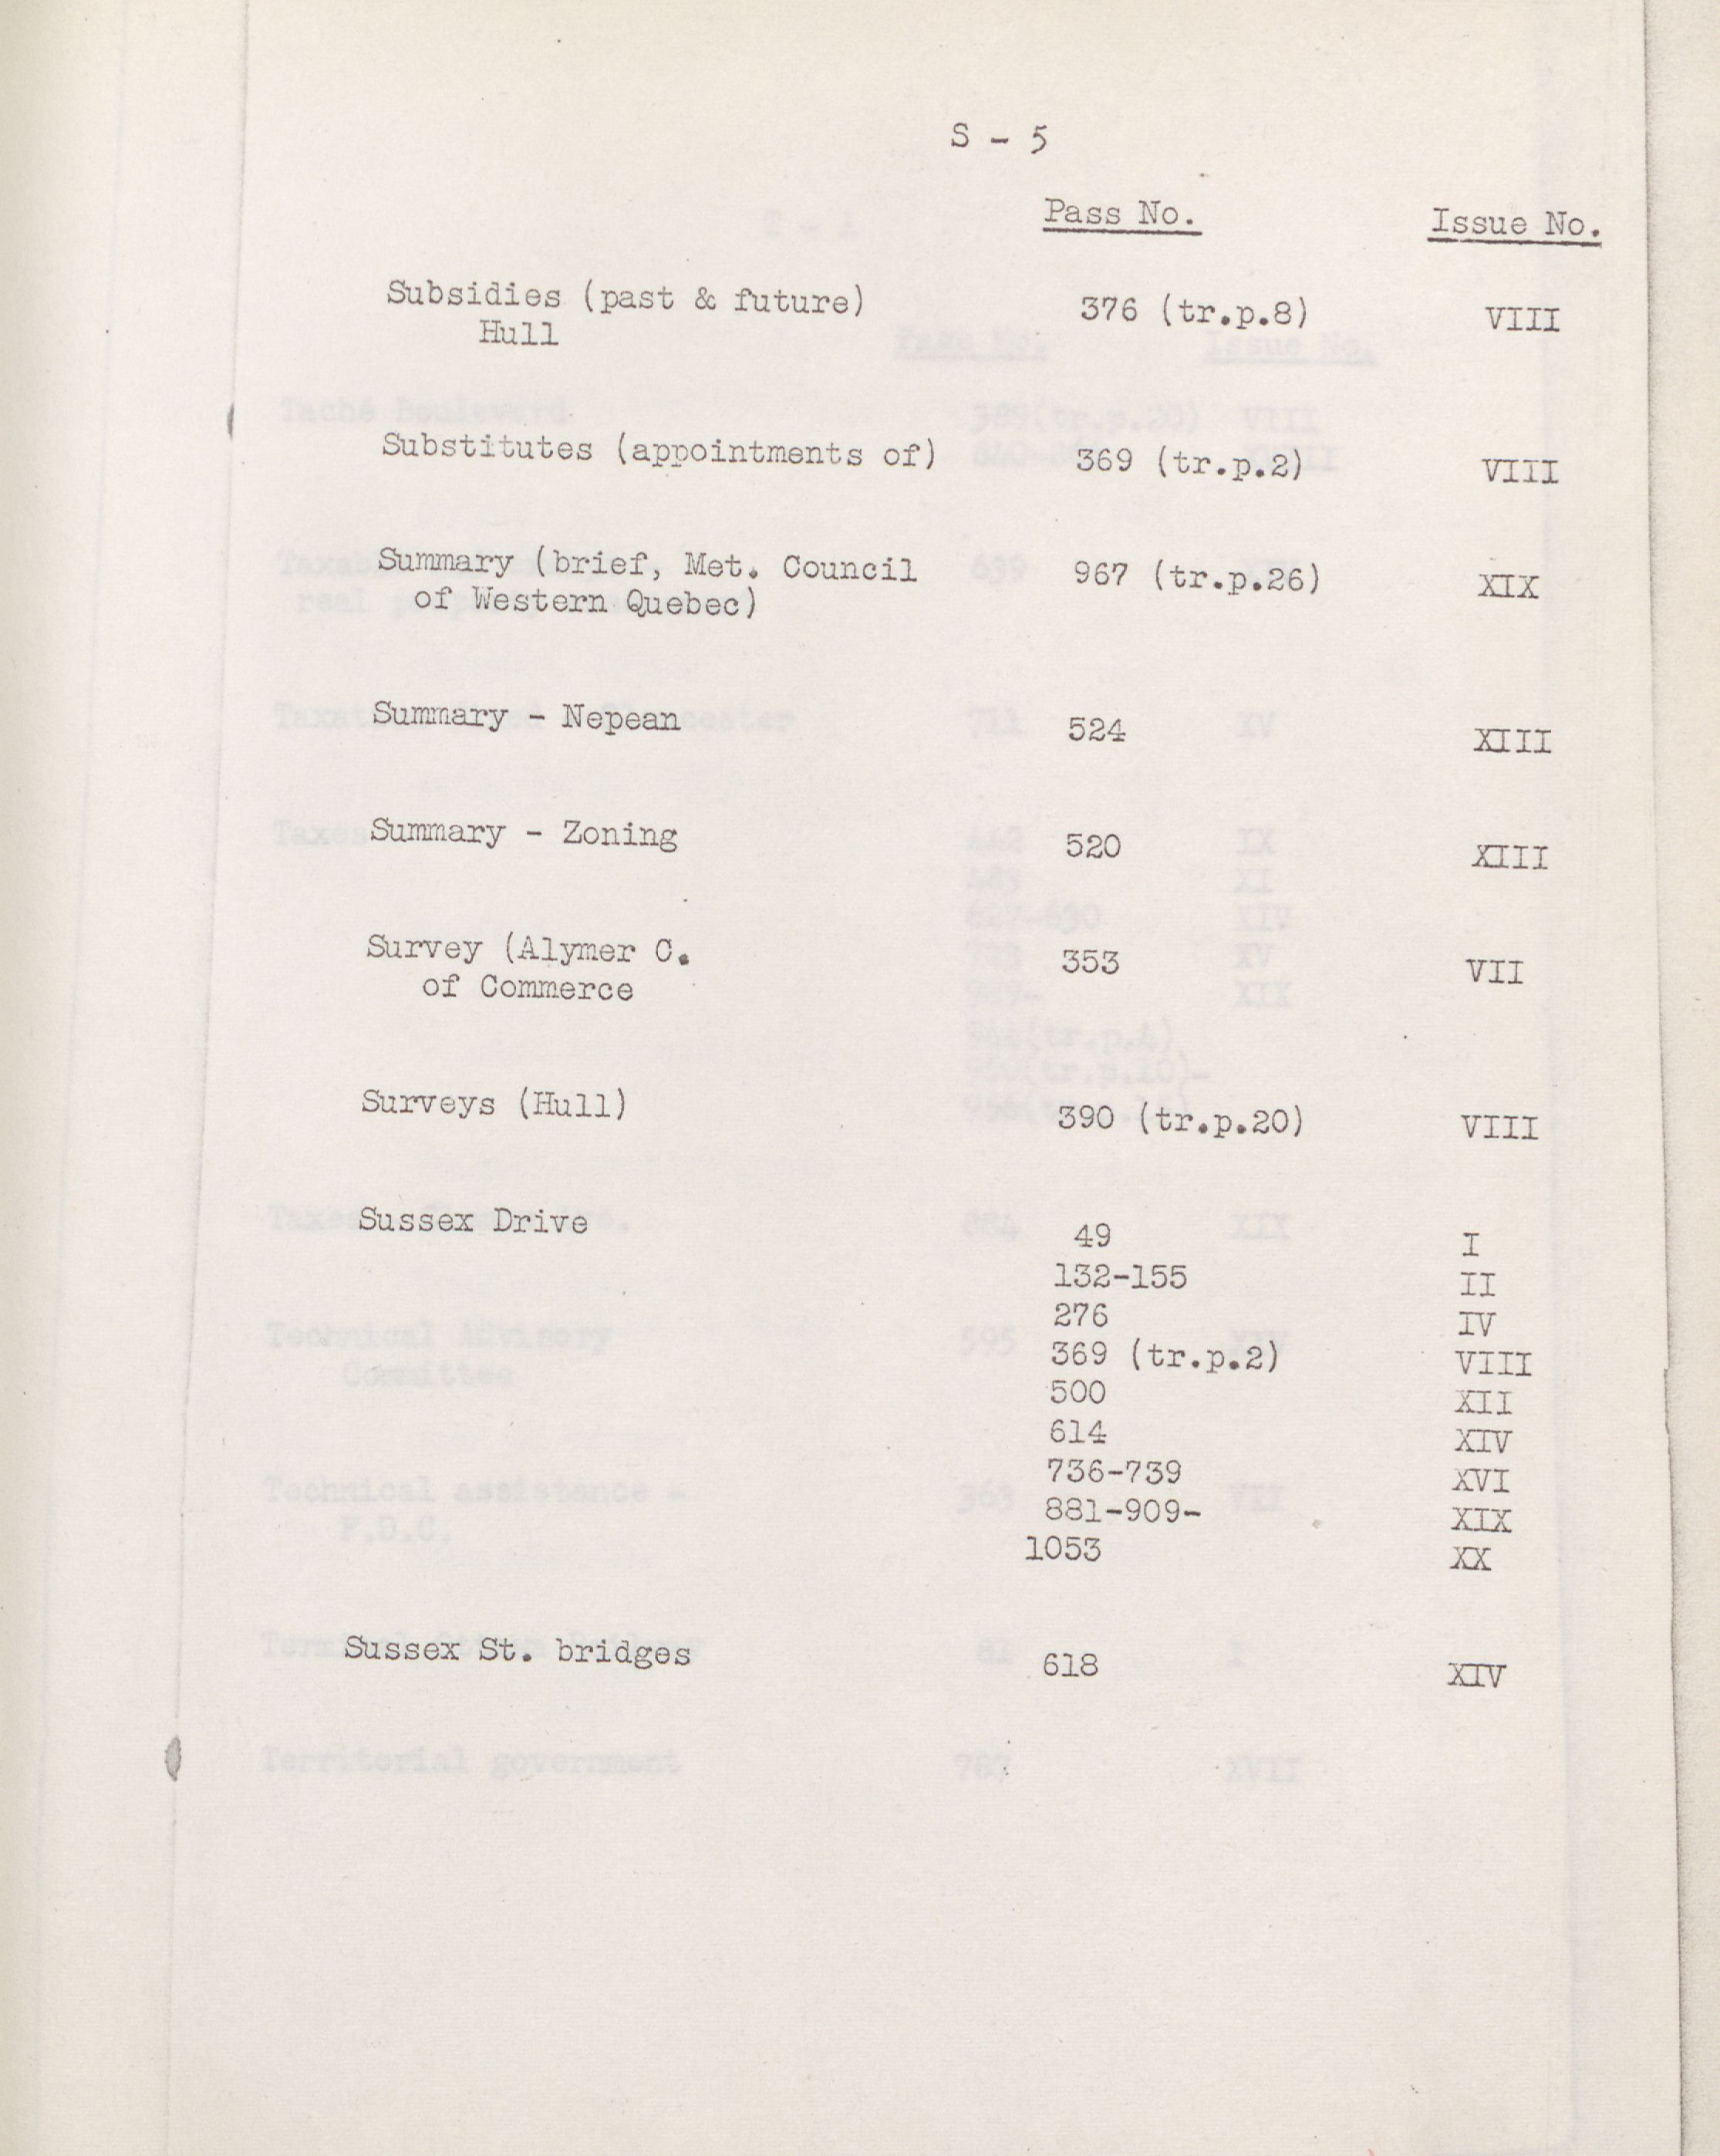 S - 5
Pass No. Issue No.
Subsidies (past & future) 376 (tr.p.8) VIII
Hull
Substitutes (appointments of) 369 (tr.p.2) VIII
Summary (brief, Met. Council 967 (tr.p.26) XIX
of Western Quebec)
Summary - Nepean 524 XIII
Summary - Zoning 520 XIII
Survey (Alymer C. 353 VII
of Commerce
Surveys (Hull) 390 (tr.p.20) VIII
Sussex Drive 49 I
132-155 II
276 IV
369 (tr.p.2) VIII
500 XII
614 XIV
736-739 XVI
881-909- XIX
1053 XX
Sussex St. bridges 618 XIV